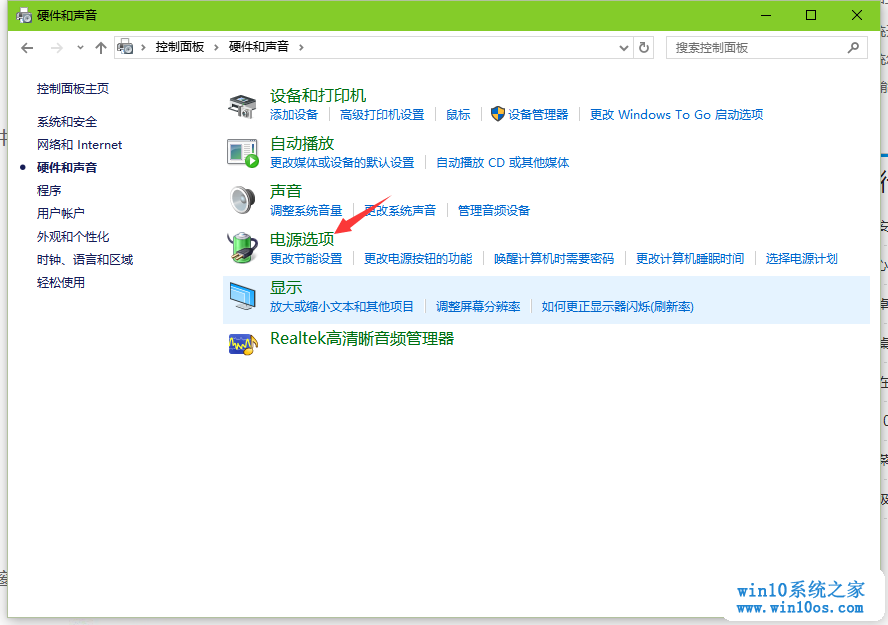 硬件和声音
控制面板 硬件和声音
搜索控制面板
控制面板主页
系统和安全
网络和 Internet
硬件和声音
程序
用户帐户
外观和个性化
时钟、语言和区域
轻松使用
设备和打印机
添加设备 高级打印机设置 鼠标 设备管理器 更改 Windows To Go 启动选项
自动播放
更改媒体或设备的默认设置 自动播放 CD 或其他媒体
声音
调整系统音量 更改系统声音 管理音频设备
电源选项
更改节能设置 更改电源按钮的功能 唤醒计算机时需要密码 更改计算机睡眠时间 选择电源计划
显示
放大或缩小文本和其他项目 调整屏幕分辨率 如何更正显示器闪烁(刷新率)
Realtek高清晰音频管理器
win10系统之家
www.win10os.com